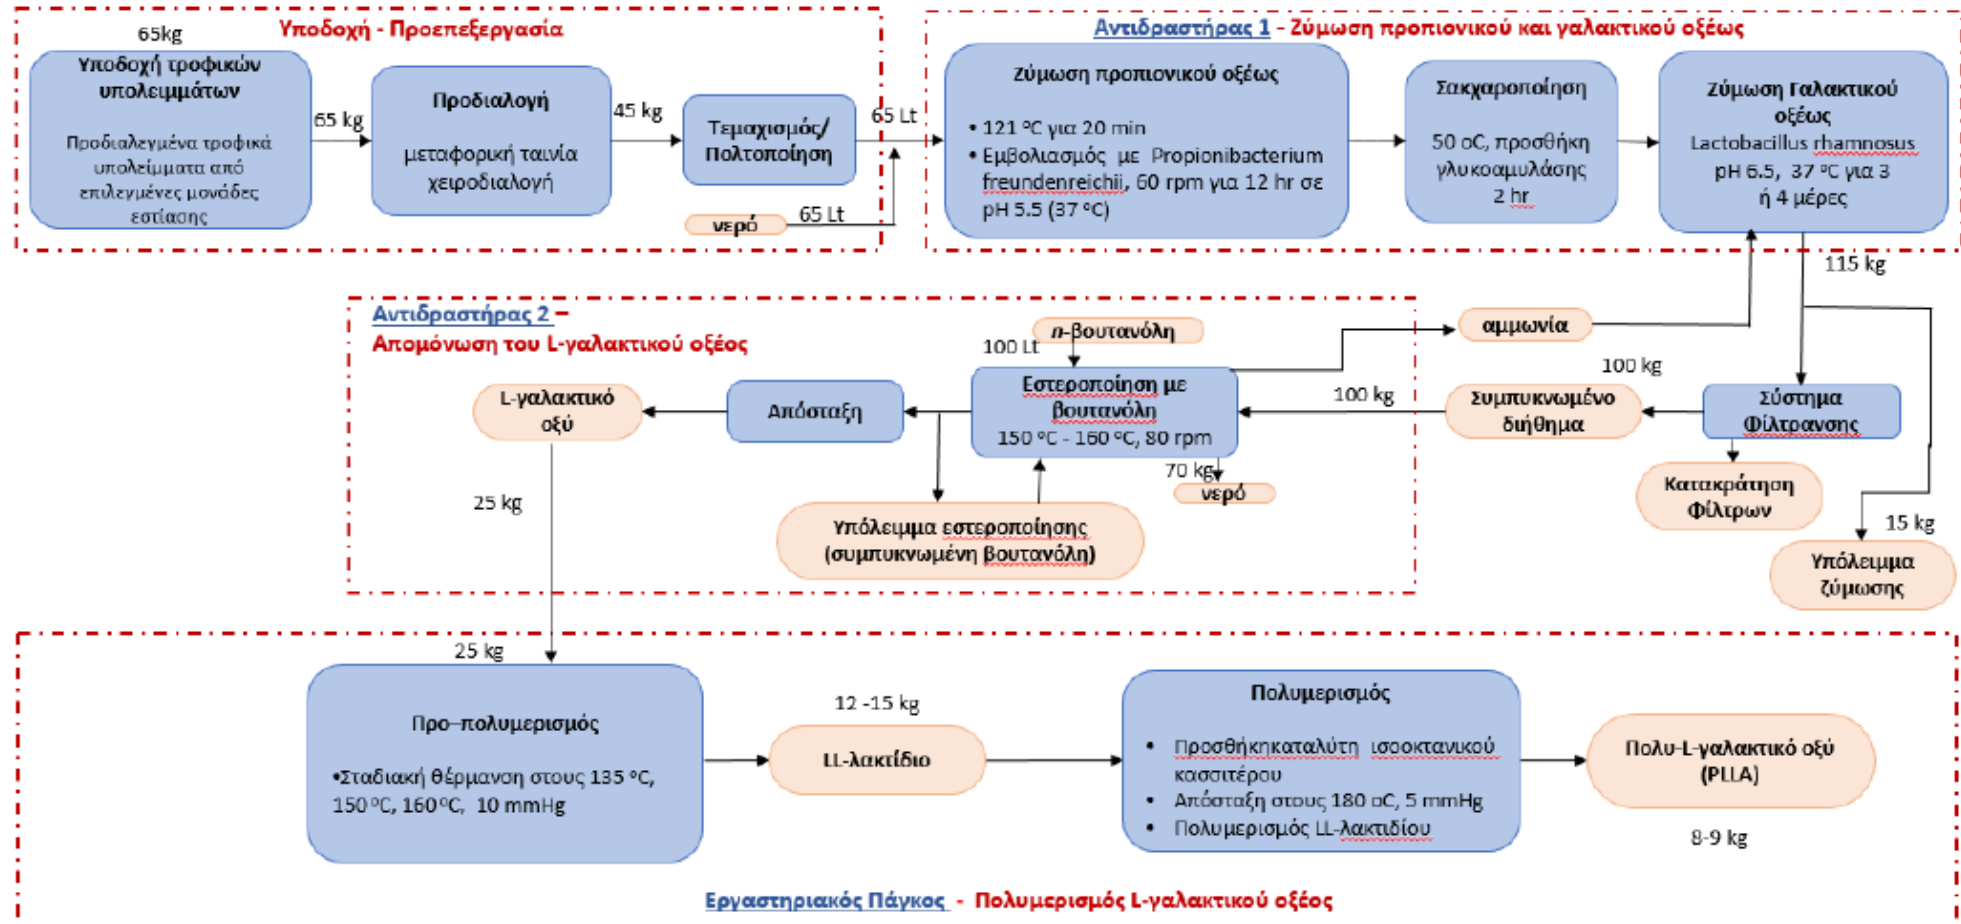 Υποδοχή - Προεπεξεργασία
65kg
Υποδοχή τροφικών
υπολειμμάτων
Προδιαλεγμένα τροφικά
υπολείμματα από
επιλεγμένες μονάδες
εστίασης
65 kg
Προδιαλογή
μεταφορική ταινία
χειροδιαλογή
45 kg
Τεμαχισμός/
Πολτοποίηση
65 Lt
νερό
65 Lt
Αντιδραστήρας 1 - Ζύμωση προπιονικού και γαλακτικού οξέως
Ζύμωση προπιονικού οξέως
• 121 °C για 20 min
• Εμβολιασμός με Propionibacterium
freundenreichii, 60 rpm για 12 hr σε
pH 5.5 (37 °C)
Σακχαροποίηση
50 oC, προσθήκη
γλυκοαμυλάσης
2 hr
Ζύμωση Γαλακτικού
οξέως
Lactobacillus rhamnosus
pH 6.5, 37 °C για 3
ή 4 μέρες
115 kg
Αντιδραστήρας 2 –
Απομόνωση του L-γαλακτικού οξέος
n-βουτανόλη
100 Lt
αμμωνία
Εστεροποίηση με
βουτανόλη
150 °C - 160 °C, 80 rpm
100 kg
Συμπυκνωμένο
διήθημα
100 kg
Σύστημα
Φίλτρανσης
L-γαλακτικό
οξύ
Απόσταξη
70 kg
νερό
Κατακράτηση
Φίλτρων
Υπόλειμμα εστεροποίησης
(συμπυκνωμένη βουτανόλη)
15 kg
Υπόλειμμα
ζύμωσης
25 kg
25 kg
Προ–πολυμερισμός
•Σταδιακή θέρμανση στους 135 °C,
150 °C, 160 °C, 10 mmHg
12 -15 kg
LL-λακτίδιο
Πολυμερισμός
• Προσθήκηκαταλύτη ισοοκτανικού
κασσιτέρου
• Απόσταξη στους 180 oC, 5 mmHg
• Πολυμερισμός LL-λακτιδίου
Πολυ-L-γαλακτικό οξύ
(PLLA)
8-9 kg
Εργαστηριακός Πάγκος - Πολυμερισμός L-γαλακτικού οξέος